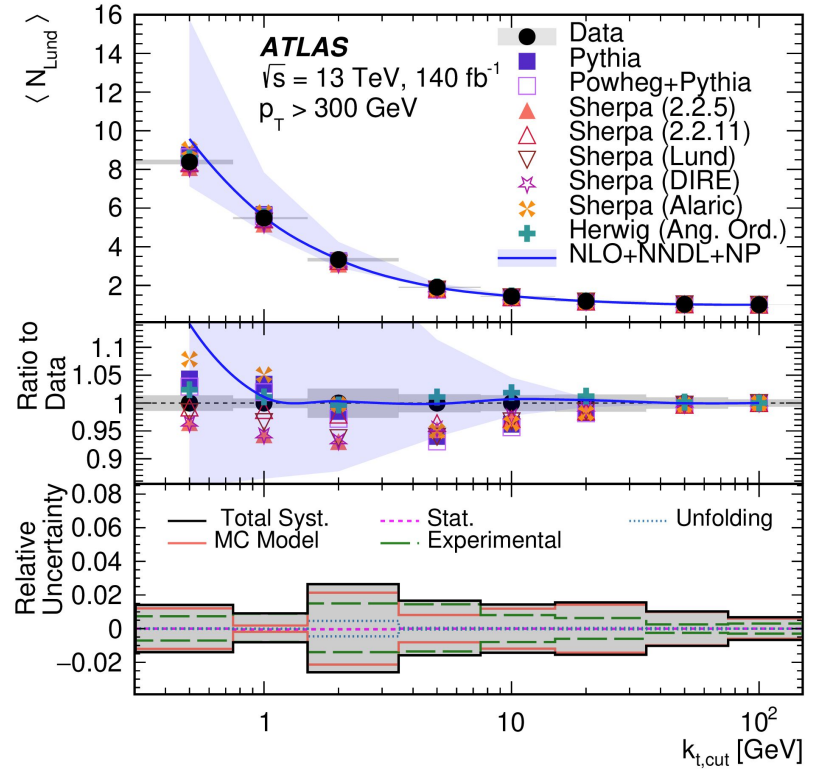 ⟨ N_Lund ⟩
16
14
12
10
8
6
4
2
ATLAS
√s = 13 TeV, 140 fb⁻¹
p_T > 300 GeV
Data
Pythia
Powheg+Pythia
Sherpa (2.2.5)
Sherpa (2.2.11)
Sherpa (Lund)
Sherpa (DIRE)
Sherpa (Alaric)
Herwig (Ang. Ord.)
NLO+NNDL+NP
Ratio to
Data
1.1
1.05
1
0.95
0.9
Relative
Uncertainty
0.08
0.06
0.04
0.02
0
−0.02
Total Syst.
Stat.
Unfolding
MC Model
Experimental
1
10
10²
k_t,cut [GeV]